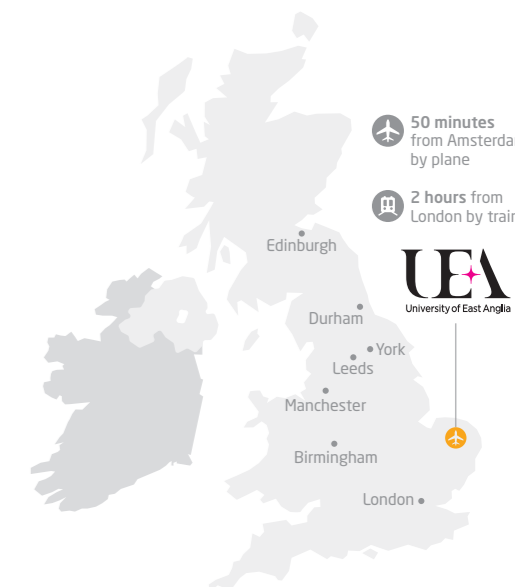 50 minutes
from Amsterda
by plane
2 hours from
London by train
UEA
University of East Anglia
Edinburgh
Durham
York
Leeds
Manchester
Birmingham
London